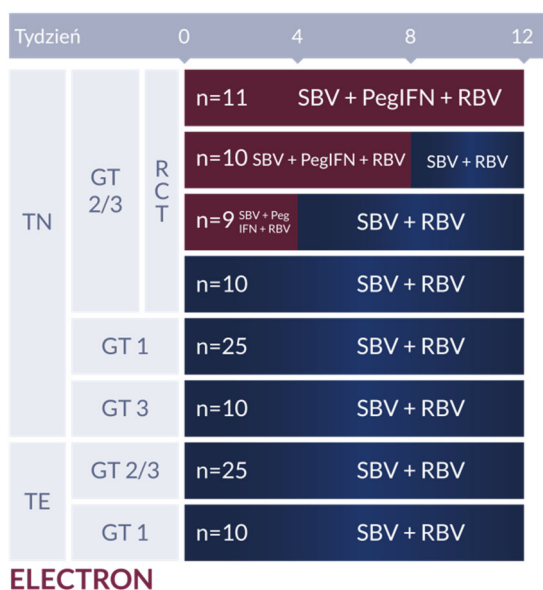 Tydzień 0 4 8 12
TN
GT
2/3
R
C
T
n=11 SBV + PegIFN + RBV
n=10 SBV + PegIFN + RBV SBV + RBV
n=9 SBV + Peg
IFN + RBV
SBV + RBV
n=10 SBV + RBV
GT 1 n=25 SBV + RBV
GT 3 n=10 SBV + RBV
TE
GT 2/3 n=25 SBV + RBV
GT 1 n=10 SBV + RBV
ELECTRON